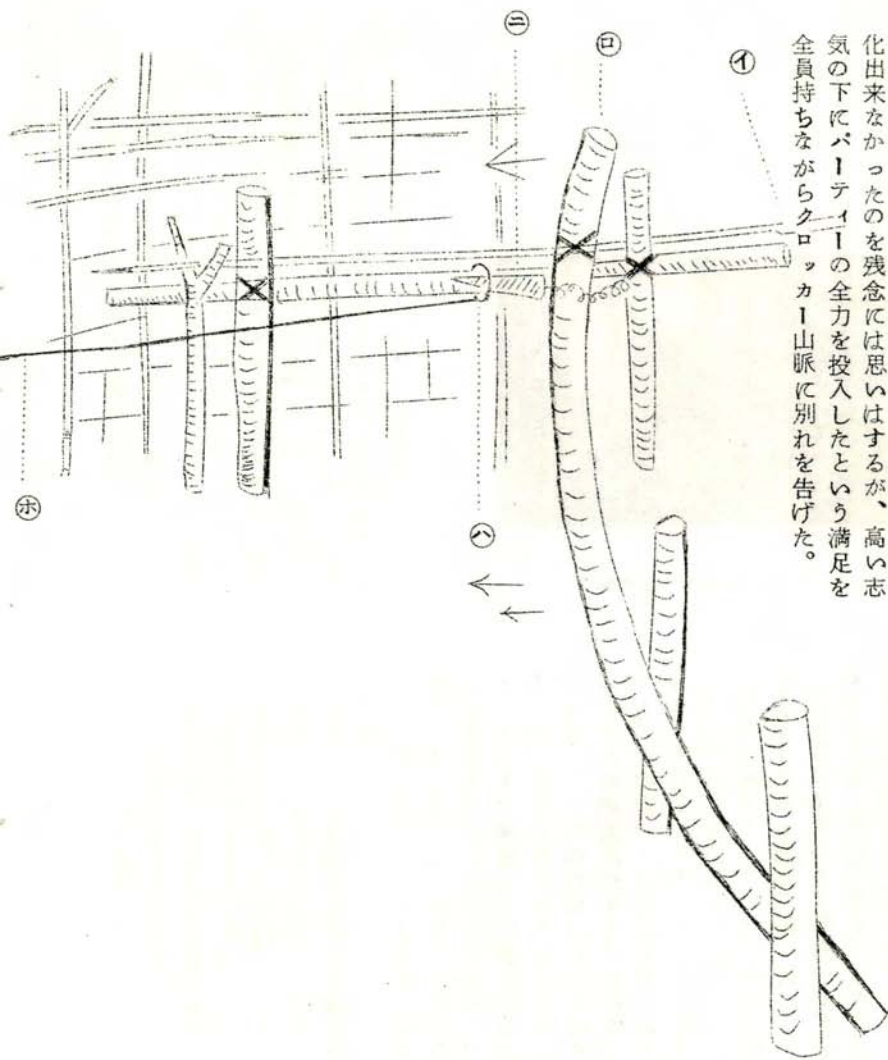 化出来なかったのを残念には思いはするが、高い志
気の下にパーティーの全力を投入したという満足を
全員持ちながらクロッカー山脈に別れを告げた。
㋑
㋺
㋥
㋩
㋭